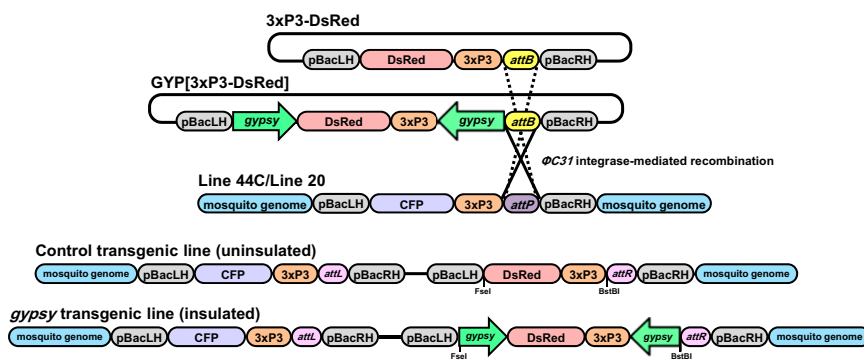 3xP3-DsRed
pBacLH DsRed 3xP3 attB pBacRH
GYP[3xP3-DsRed]
pBacLH gypsy DsRed 3xP3 gypsy attB pBacRH
ΦC31 integrase-mediated recombination
Line 44C/Line 20
mosquito genome pBacLH CFP 3xP3 attP pBacRH mosquito genome
Control transgenic line (uninsulated)
mosquito genome pBacLH CFP 3xP3 attL pBacRH pBacLH DsRed 3xP3 attR pBacRH mosquito genome
FseI BstBI
gypsy transgenic line (insulated)
mosquito genome pBacLH CFP 3xP3 attL pBacRH pBacLH gypsy DsRed 3xP3 gypsy attR pBacRH mosquito genome
FseI BstBI